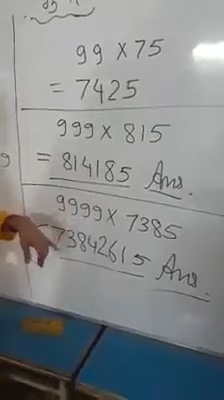 99 × 75
= 7425
999 × 815
= 814185 Ans.
9999 × 7385
73842615 Ans.